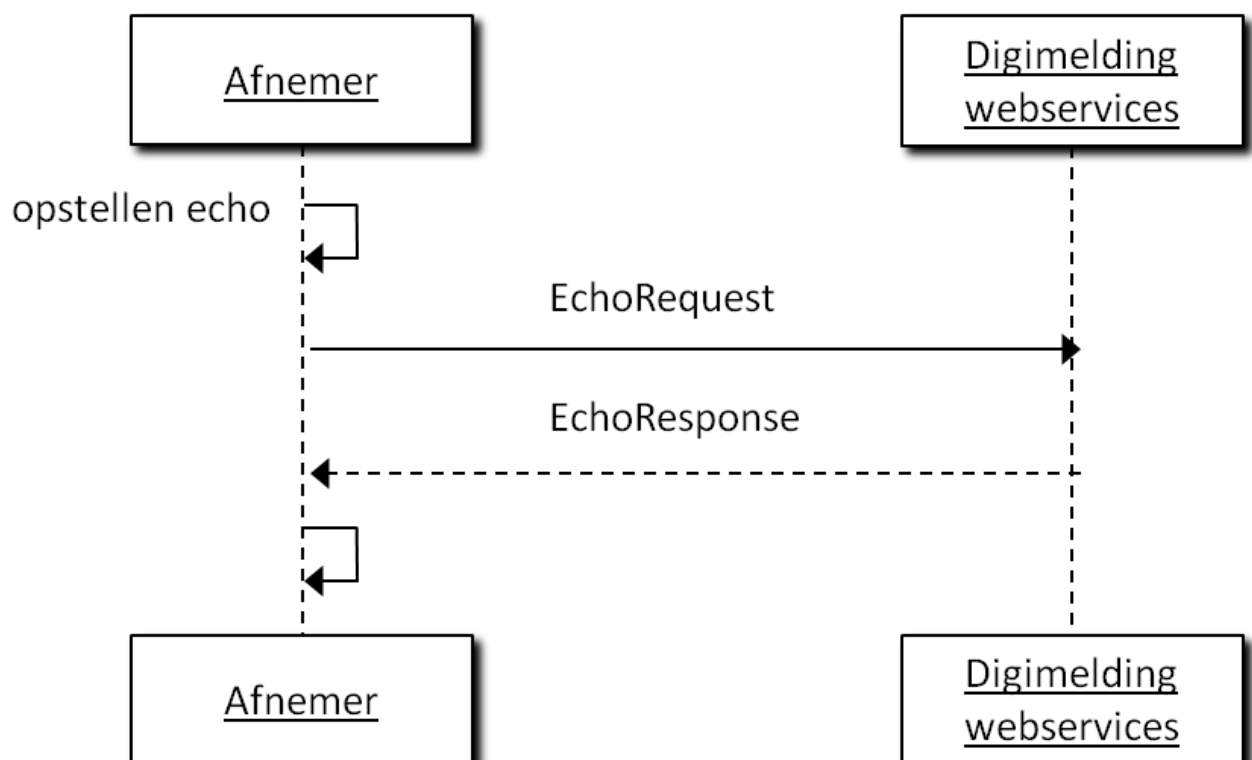 Afnemer
Digimelding
webservices
opstellen echo
EchoRequest
EchoResponse
Afnemer
Digimelding
webservices